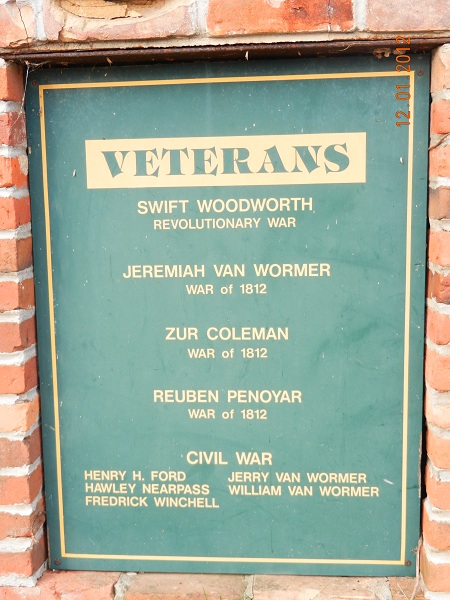 12.01.2012
VETERANS
SWIFT WOODWORTH
REVOLUTIONARY WAR
JEREMIAH VAN WORMER
WAR of 1812
ZUR COLEMAN
WAR of 1812
REUBEN PENOYAR
WAR of 1812
CIVIL WAR
HENRY H. FORD JERRY VAN WORMER
HAWLEY NEARPASS WILLIAM VAN WORMER
FREDRICK WINCHELL